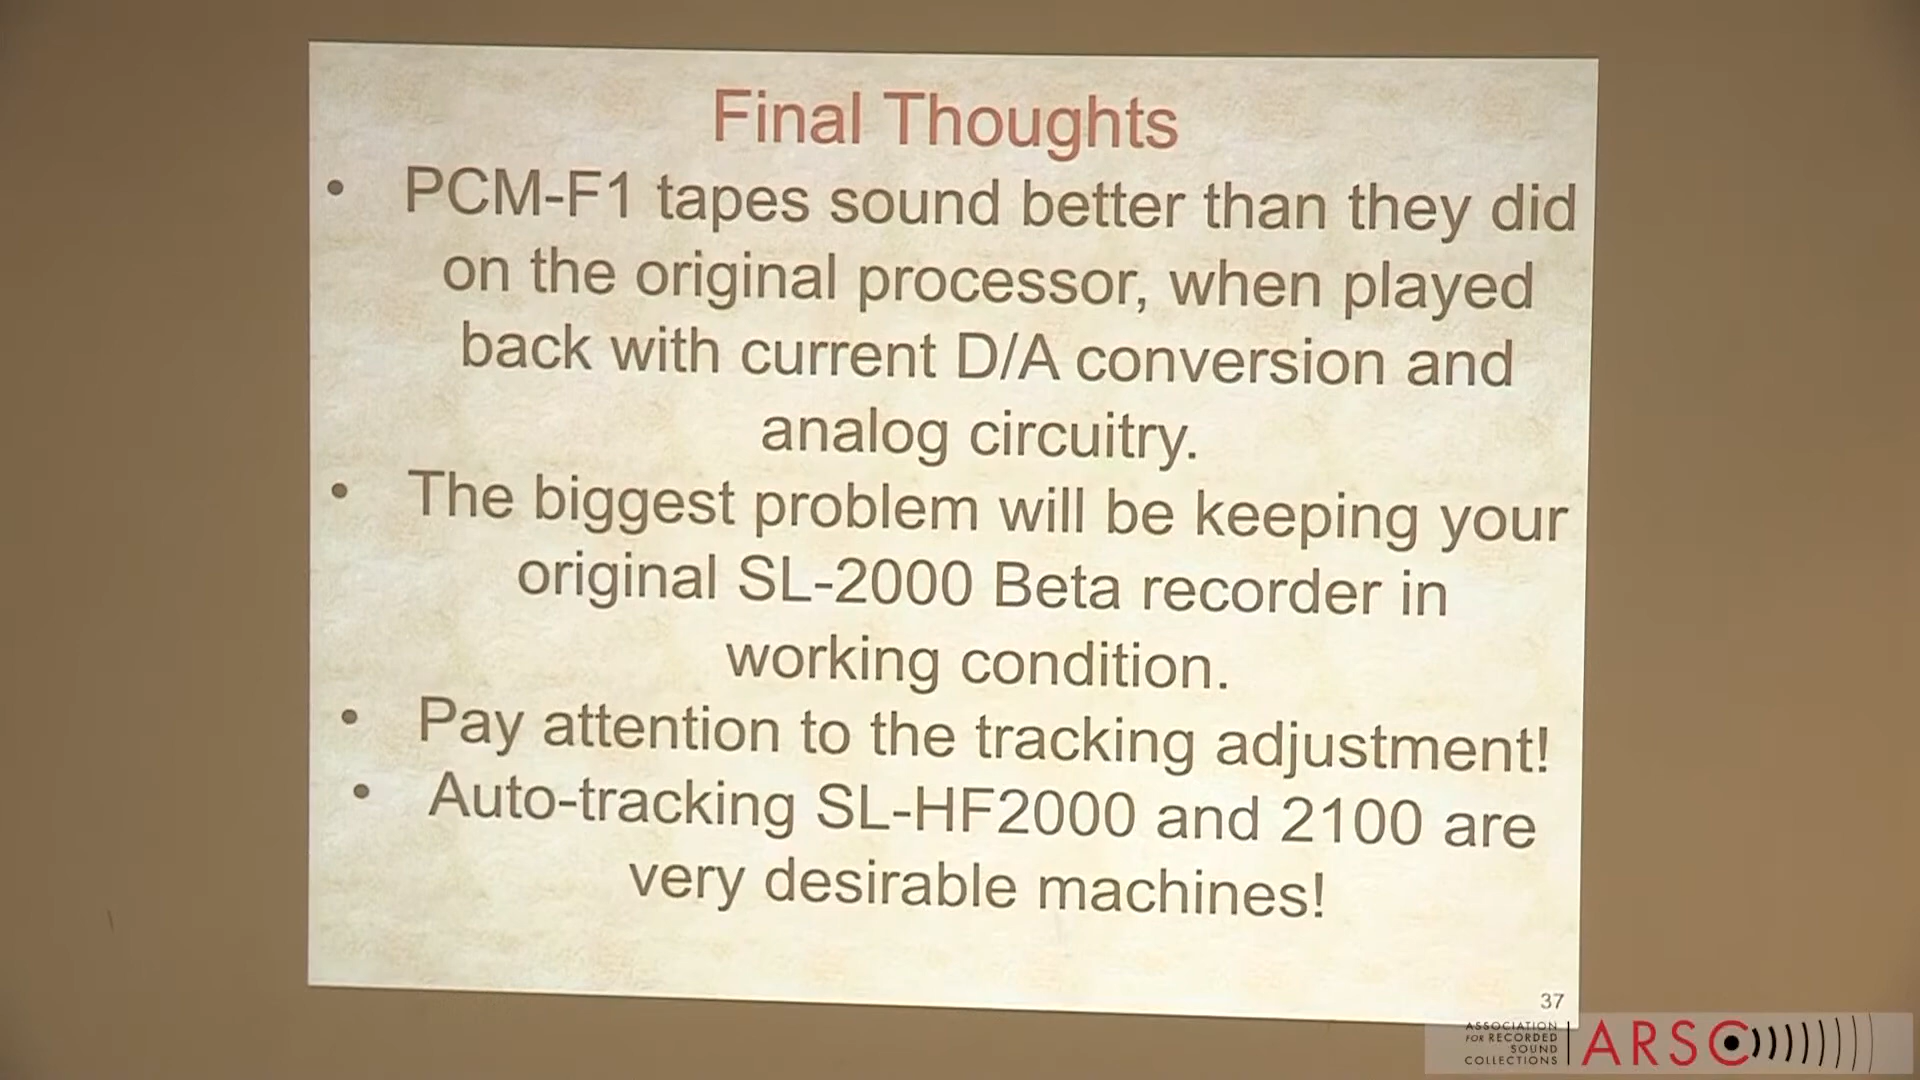 Final Thoughts
• PCM-F1 tapes sound better than they did
on the original processor, when played
back with current D/A conversion and
analog circuitry.
• The biggest problem will be keeping your
original SL-2000 Beta recorder in
working condition.
• Pay attention to the tracking adjustment!
• Auto-tracking SL-HF2000 and 2100 are
very desirable machines!
37
ASSOCIATION
FOR RECORDED
SOUND
COLLECTIONS
ARSC